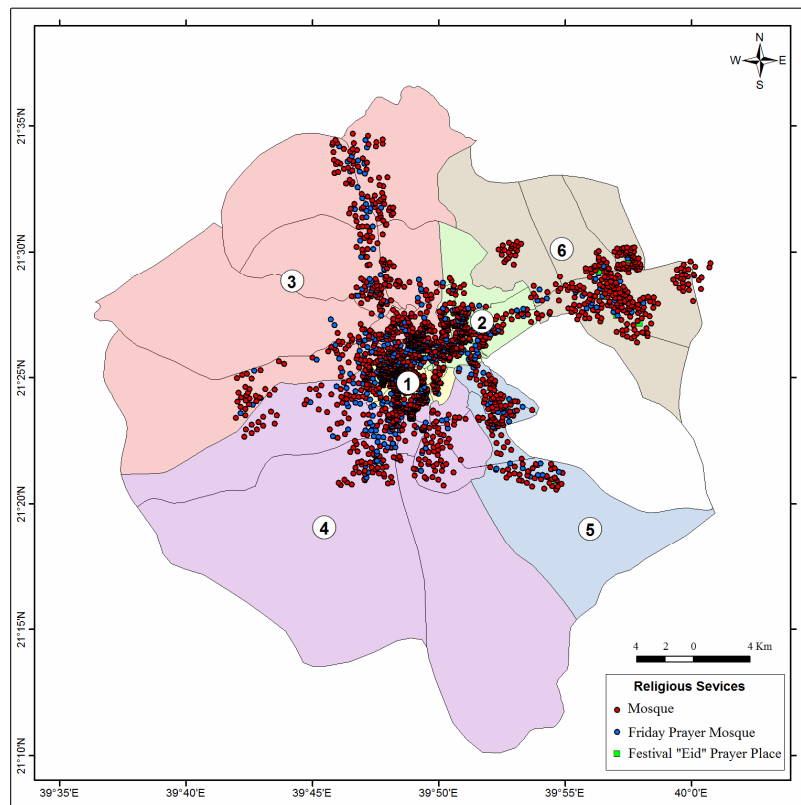 N
W E
S
21°35'N
21°30'N
21°25'N
21°20'N
21°15'N
21°10'N
6
3
2
1
4
5
4 2 0 4 Km
Religious Sevices
Mosque
Friday Prayer Mosque
Festival "Eid" Prayer Place
39°35'E 39°40'E 39°45'E 39°50'E 39°55'E 40°0'E